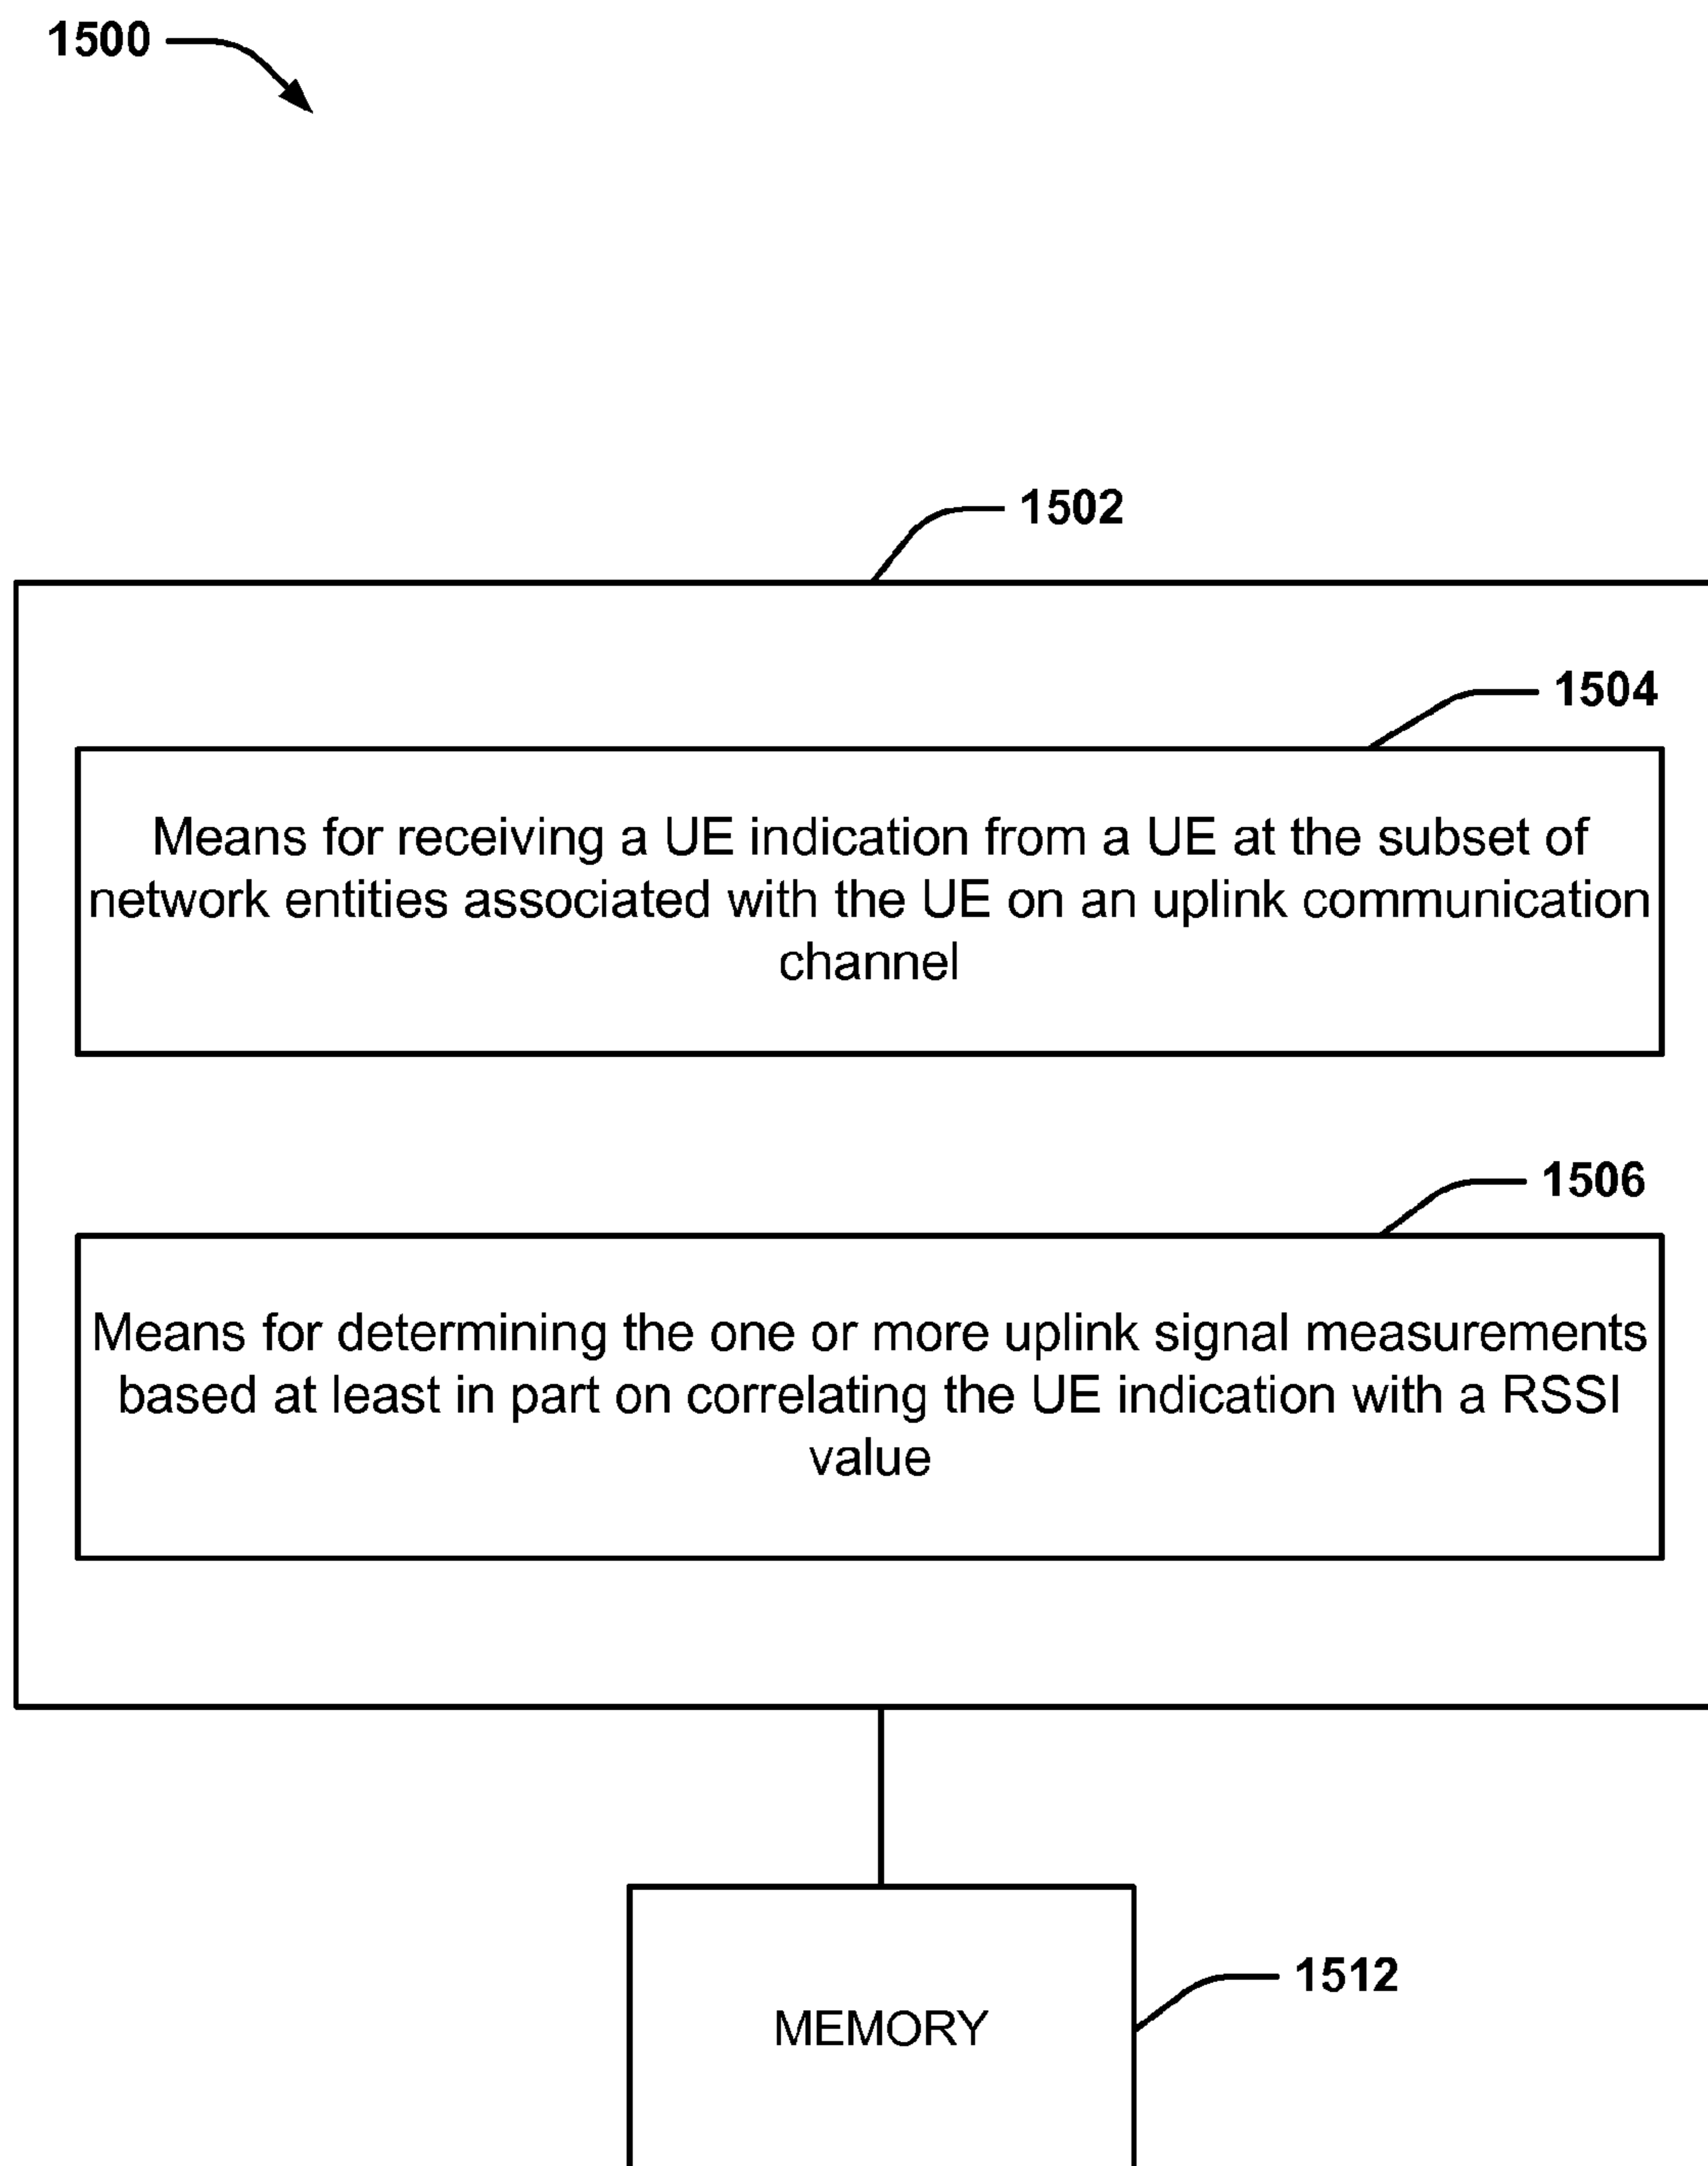 1500
1502
1504
Means for receiving a UE indication from a UE at the subset of
network entities associated with the UE on an uplink communication
channel
1506
Means for determining the one or more uplink signal measurements
based at least in part on correlating the UE indication with a RSSI
value
1512
MEMORY